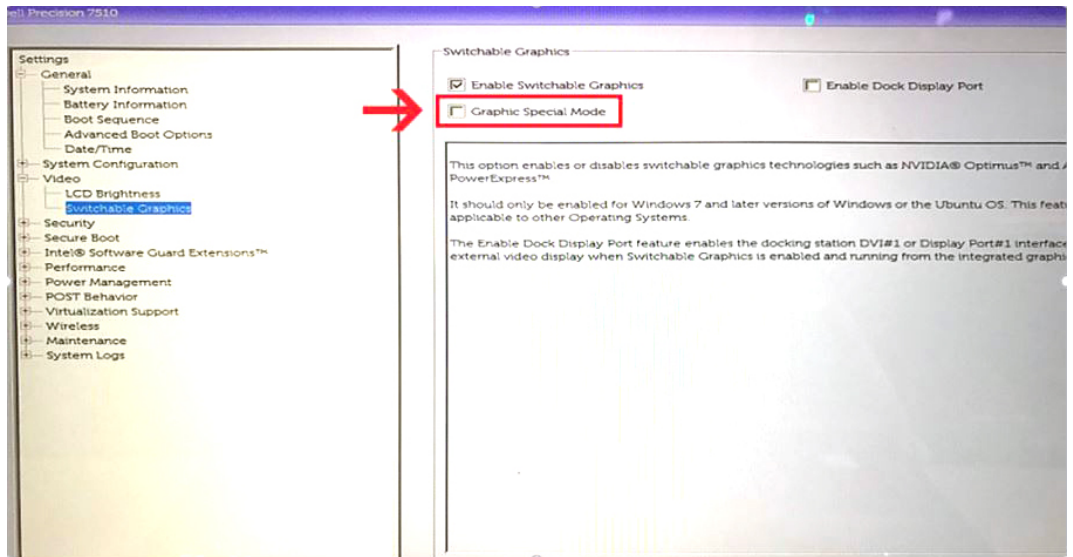 ell Precision 7510
Settings
General
System Information
Battery Information
Boot Sequence
Advanced Boot Options
Date/Time
System Configuration
Video
LCD Brightness
Switchable Graphics
Security
Secure Boot
Intel® Software Guard Extensions™
Performance
Power Management
POST Behavior
Virtualization Support
Wireless
Maintenance
System Logs
Switchable Graphics
Enable Switchable Graphics
Enable Dock Display Port
Graphic Special Mode
This option enables or disables switchable graphics technologies such as NVIDIA® Optimus™ and
PowerExpress™
It should only be enabled for Windows 7 and later versions of Windows or the Ubuntu OS. This feat
applicable to other Operating Systems.
The Enable Dock Display Port feature enables the docking station DVI#1 or Display Port#1 interface
external video display when Switchable Graphics is enabled and running from the integrated graphi